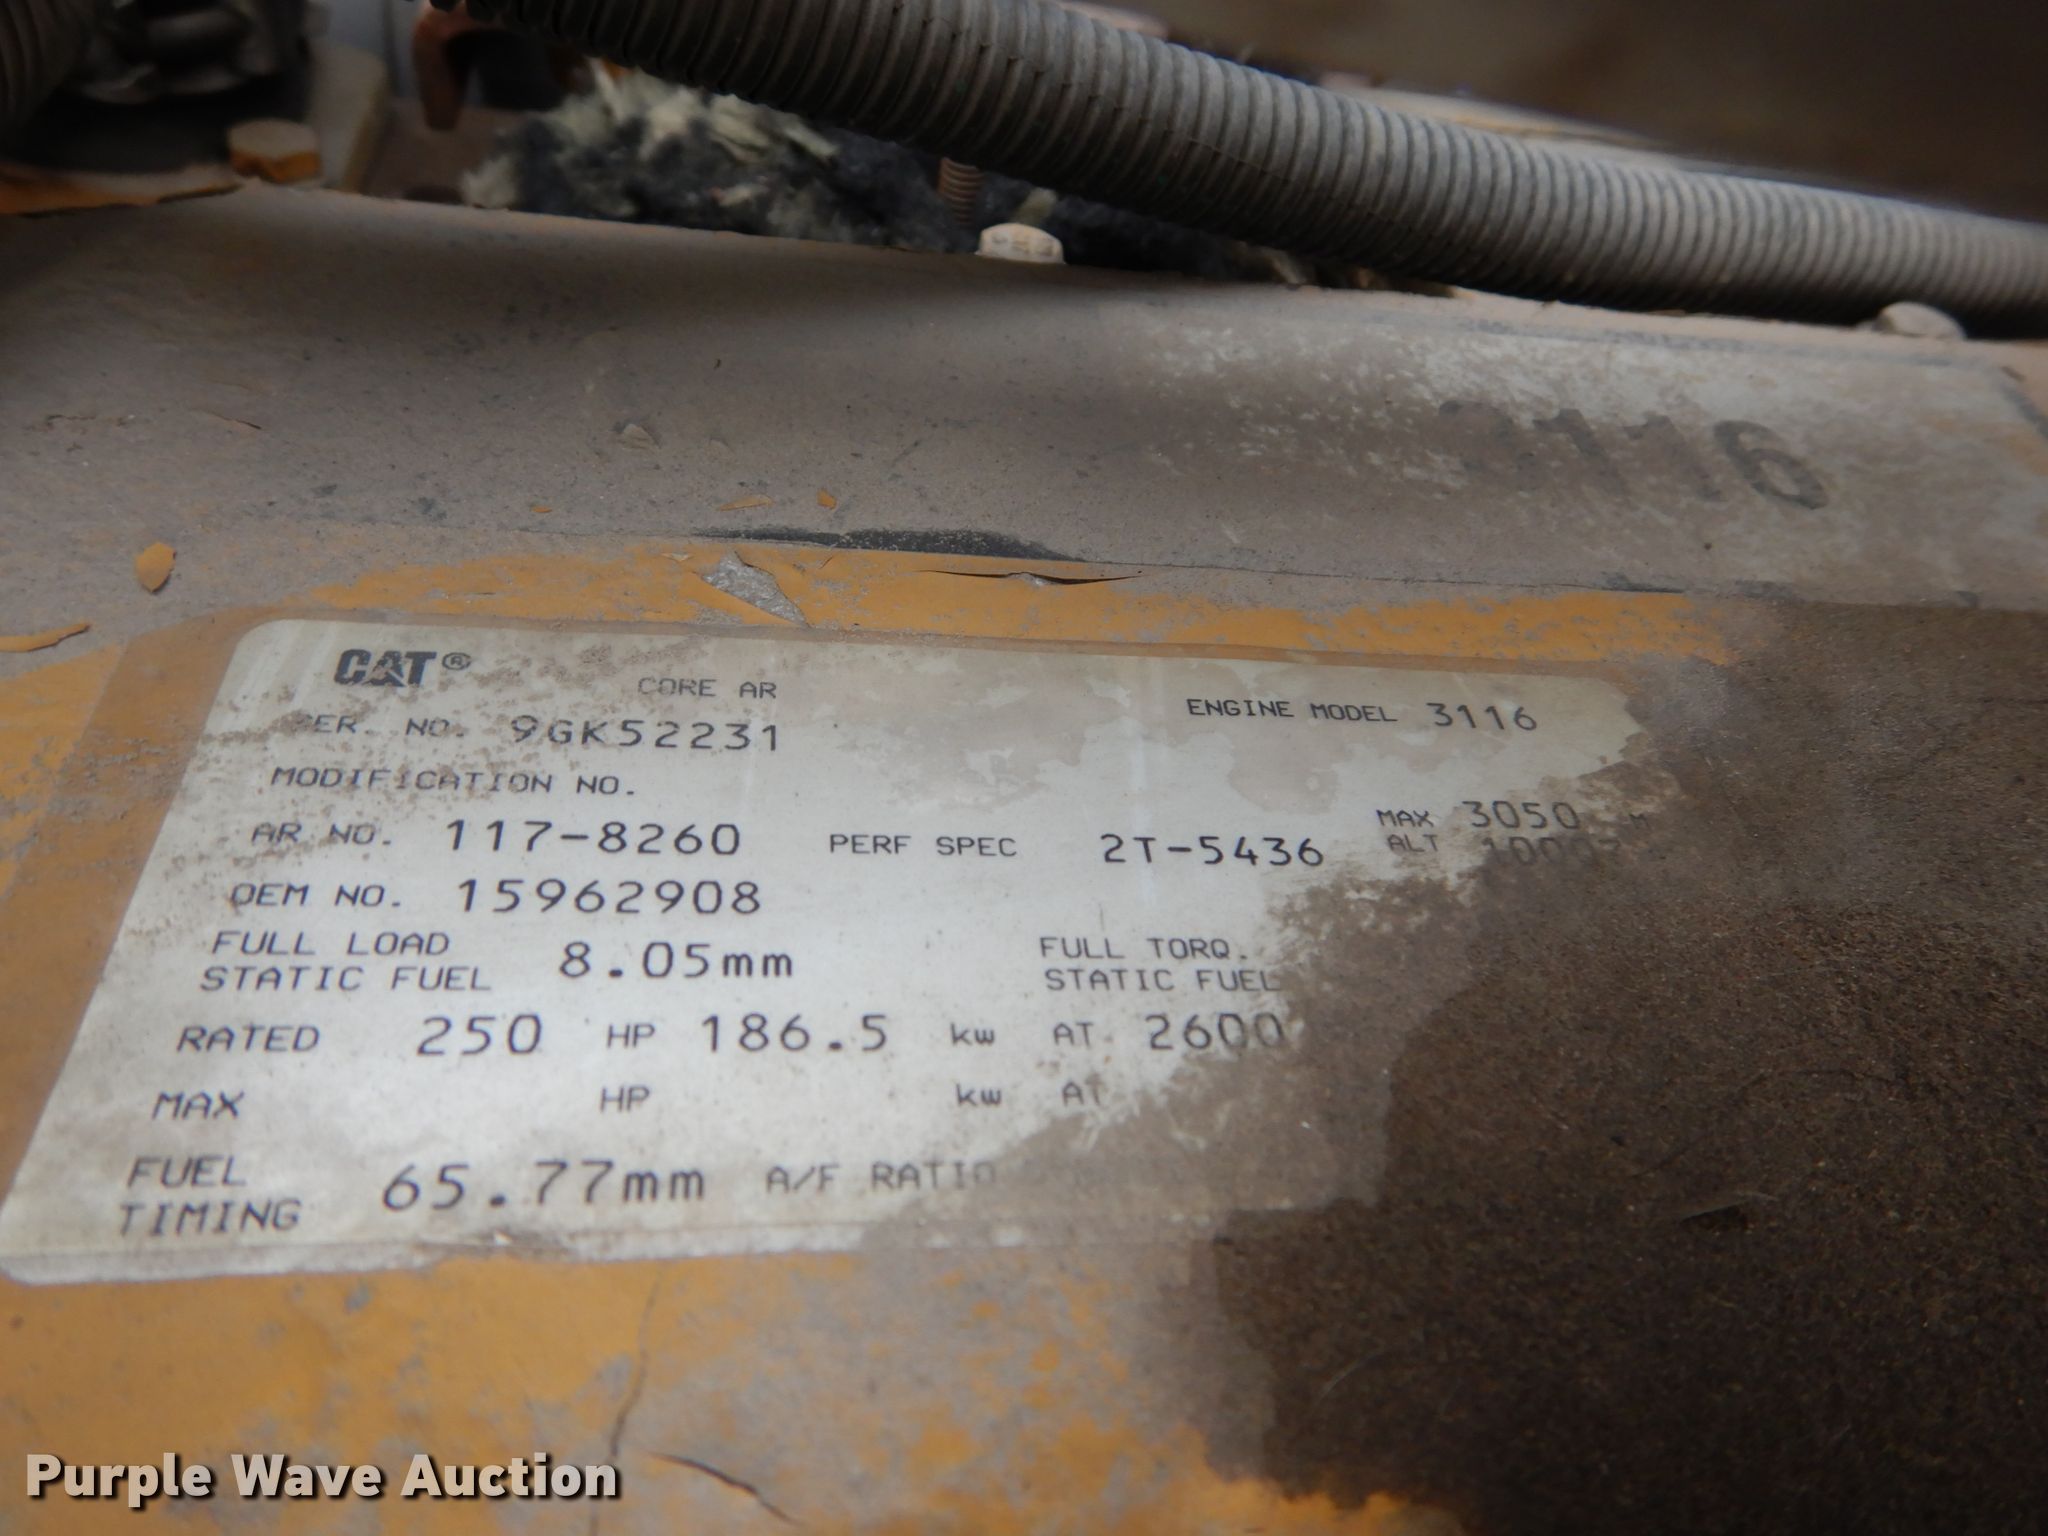 116
CAT®
CORE AR
SER. NO. 9GK52231
ENGINE MODEL 3116
MODIFICATION NO.
AR NO. 117-8260 PERF SPEC 2T-5436 MAX ALT 3050 M
OEM NO. 15962908
FULL LOAD STATIC FUEL 8.05mm FULL TORQ. STATIC FUEL
RATED 250 HP 186.5 kw AT 2600
MAX HP kw AT
FUEL TIMING 65.77mm A/F RATIO
Purple Wave Auction